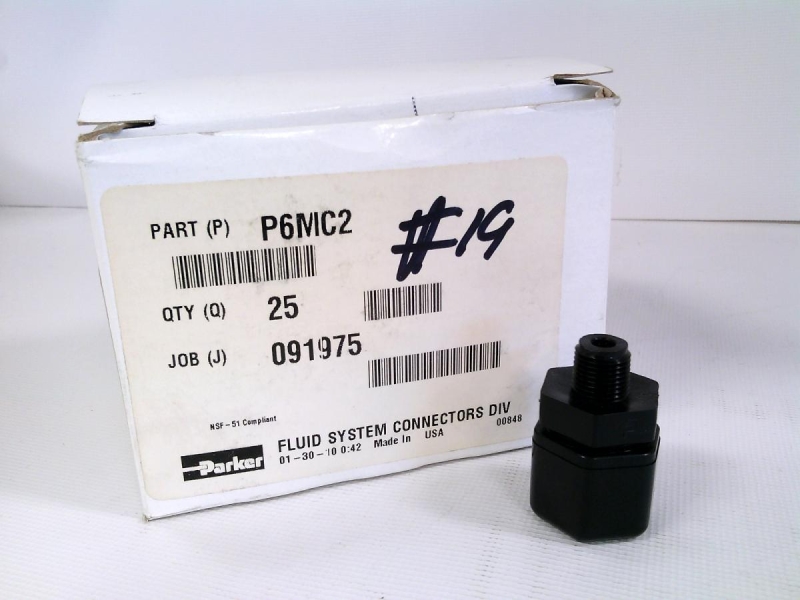 PART (P) P6MC2
#19
QTY (Q) 25
JOB (J) 091975
NSF-51 Compliant
Parker
FLUID SYSTEM CONNECTORS DIV
01-30-10 0:42 Made In USA 00848